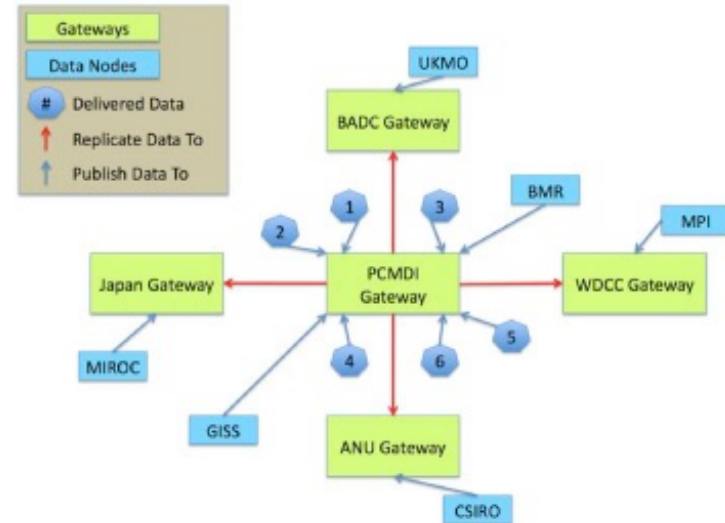 Gateways
Data Nodes
# Delivered Data
Replicate Data To
Publish Data To
UKMO
BADC Gateway
BMR
MPI
1
3
2
Japan Gateway
PCMDI
Gateway
WDCC Gateway
MIROC
4
6
5
GISS
ANU Gateway
CSIRO